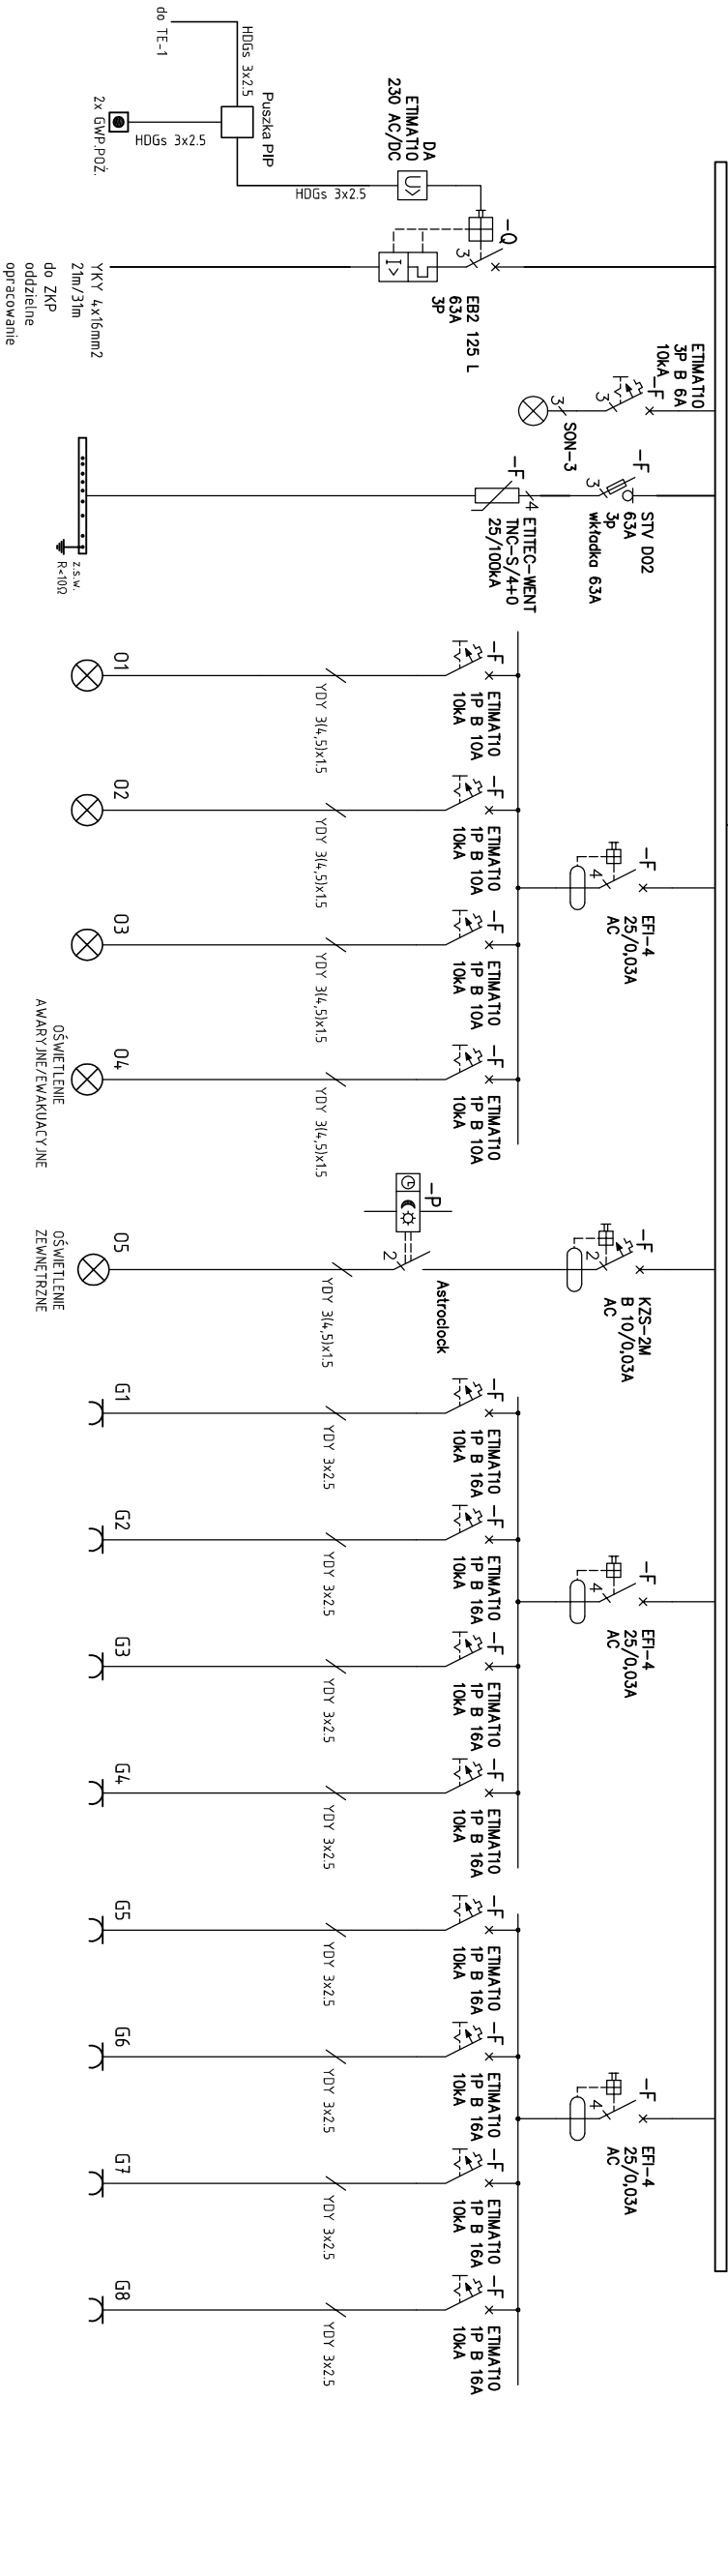 do TE-1
HDGs 3x2.5
Puszka PIP
2x GWP.POŻ.
HDGs 3x2.5
HDGs 3x2.5
DA
ETIMAT10
230 AC/DC
U>
-Q
3
I>
EB2 125 L
63A
3P
YKY 4x16mm2
21m/31m
do ZKP
oddzielne
opracowanie
ETIMAT10
3P B 6A
10kA
-F
3
3
SON-3
-F
3
STV D02
63A
3p
wkładka 63A
-F
4
ETITEC-WENT
TNC-S/4+0
25/100kA
z.s.w.
R<10Ω
-F
ETIMAT10
1P B 10A
10kA
YDY 3(4,5)x1.5
O1
-F
ETIMAT10
1P B 10A
10kA
YDY 3(4,5)x1.5
O2
-F
4
EFI-4
25/0,03A
AC
-F
ETIMAT10
1P B 10A
10kA
YDY 3(4,5)x1.5
O3
-F
ETIMAT10
1P B 10A
10kA
YDY 3(4,5)x1.5
O4
OŚWIETLENIE
AWARYJNE/EWAKUACYJNE
-F
2
KZS-2M
B 10/0,03A
AC
-P
2
Astroclock
YDY 3(4,5)x1.5
O5
OŚWIETLENIE
ZEWNĘTRZNE
-F
ETIMAT10
1P B 16A
10kA
YDY 3x2.5
G1
-F
ETIMAT10
1P B 16A
10kA
YDY 3x2.5
G2
-F
4
EFI-4
25/0,03A
AC
-F
ETIMAT10
1P B 16A
10kA
YDY 3x2.5
G3
-F
ETIMAT10
1P B 16A
10kA
YDY 3x2.5
G4
-F
ETIMAT10
1P B 16A
10kA
YDY 3x2.5
G5
-F
ETIMAT10
1P B 16A
10kA
YDY 3x2.5
G6
-F
4
EFI-4
25/0,03A
AC
-F
ETIMAT10
1P B 16A
10kA
YDY 3x2.5
G7
-F
ETIMAT10
1P B 16A
10kA
YDY 3x2.5
G8